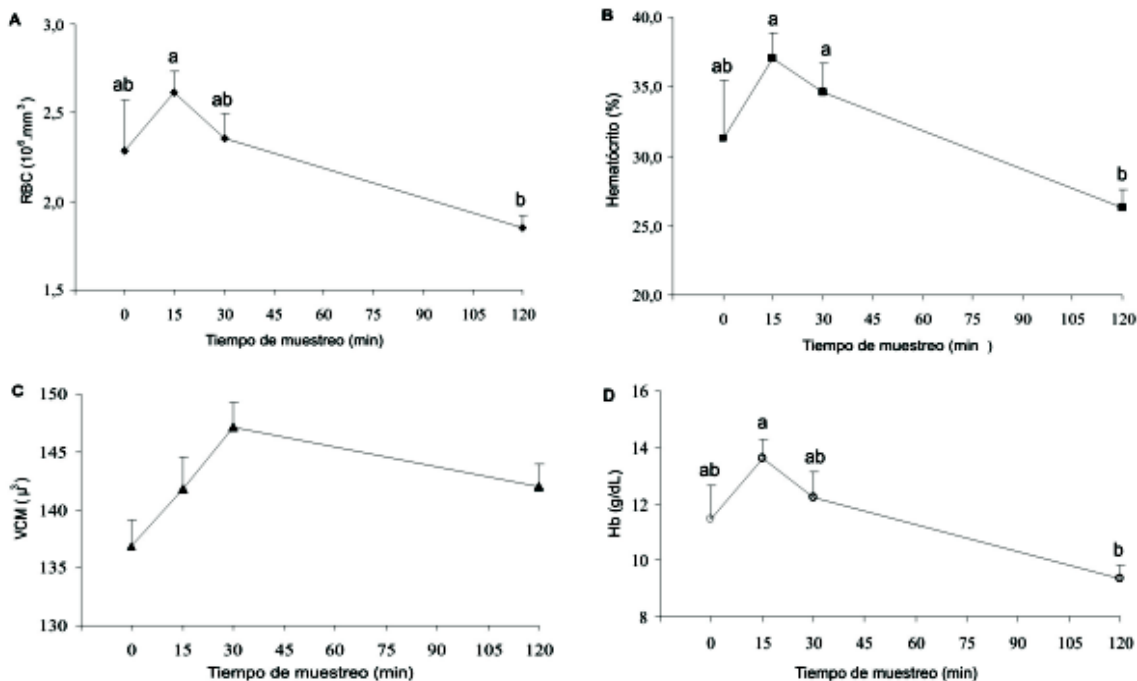 A
3,0
ab
a
ab
b
2,5
2,0
1,5
RBC (10⁶.mm³)
0 15 30 45 60 75 90 105 120
Tiempo de muestreo (min)
B
40,0
ab
a
a
b
35,0
30,0
25,0
20,0
Hematócrito (%)
0 15 30 45 60 75 90 105 120
Tiempo de muestreo (min )
C
150
145
140
135
130
VCM (µ³)
0 15 30 45 60 75 90 105 120
Tiempo de muestreo (min)
D
16
ab
a
ab
b
14
12
10
8
Hb (g/dL)
0 15 30 45 60 75 90 105 120
Tiempo de muestreo (min)